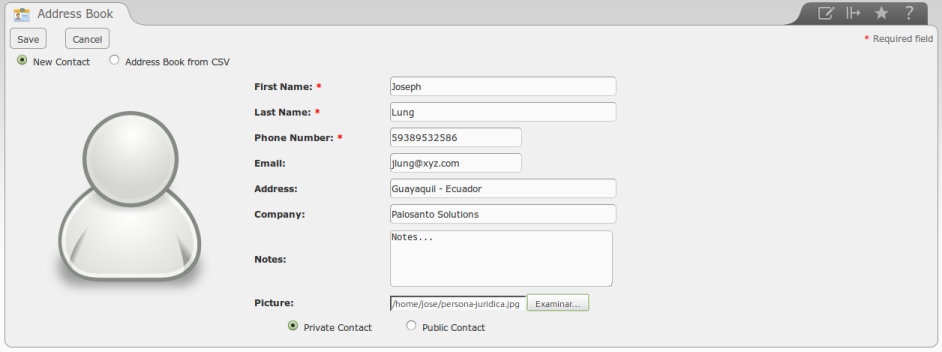 Address Book
?
Save Cancel * Required field
New Contact Address Book from CSV
First Name: * Joseph
Last Name: * Lung
Phone Number: * 59389532586
Email: jlung@xyz.com
Address: Guayaquil - Ecuador
Company: Palosanto Solutions
Notes: Notes...
Picture: /home/jose/persona-juridica.jpg Examinar...
Private Contact Public Contact